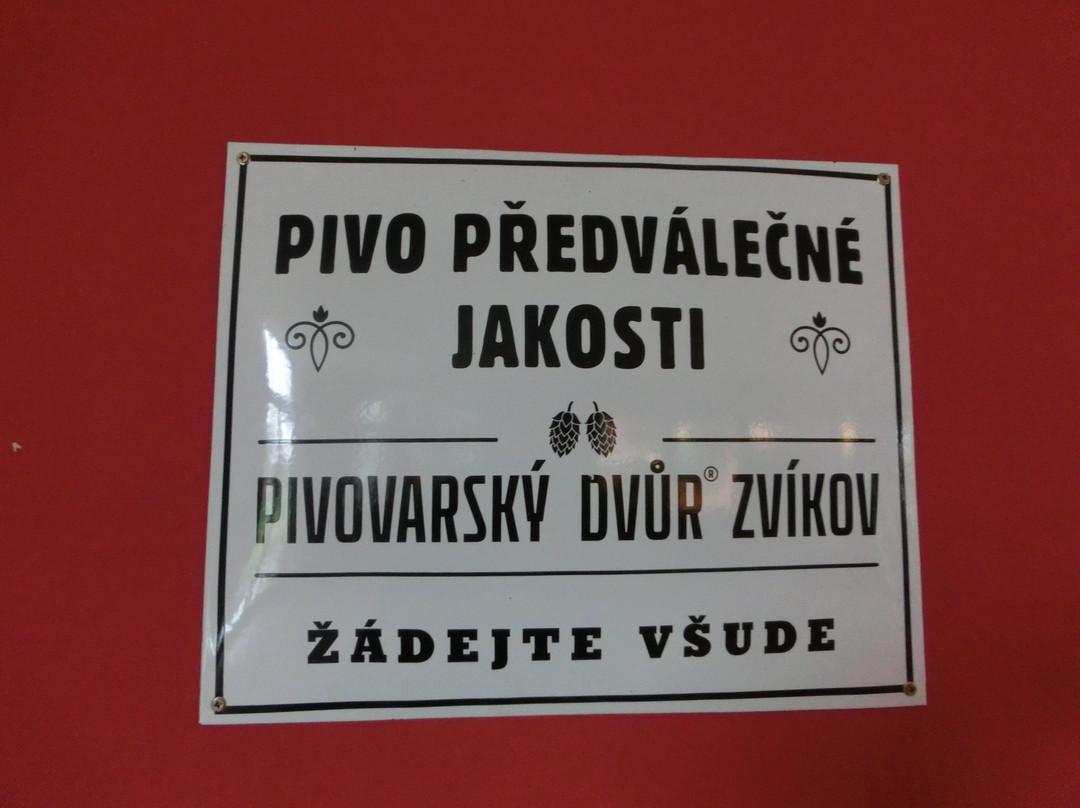 PIVO PŘEDVÁLEČNÉ
JAKOSTI
PIVOVARSKÝ DVŮR® ZVÍKOV
ŽÁDEJTE VŠUDE